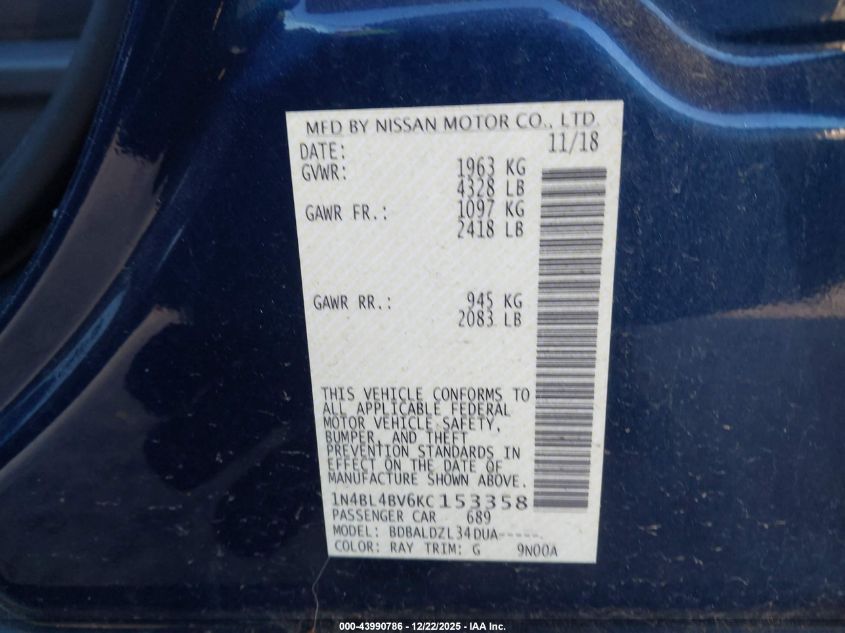 MFD BY NISSAN MOTOR CO., LTD.
DATE: 11/18
GVWR: 1963 KG
4328 LB
GAWR FR.: 1097 KG
2418 LB
GAWR RR.: 945 KG
2083 LB
THIS VEHICLE CONFORMS TO
ALL APPLICABLE FEDERAL
MOTOR VEHICLE SAFETY,
BUMPER, AND THEFT
PREVENTION STANDARDS IN
EFFECT ON THE DATE OF
MANUFACTURE SHOWN ABOVE.
1N4BL4BV6KC153358
PASSENGER CAR 689
MODEL: BDBALDZL34DUA-----
COLOR: RAY TRIM: G 9N00A
000-43990786 - 12/22/2025 - IAA Inc.